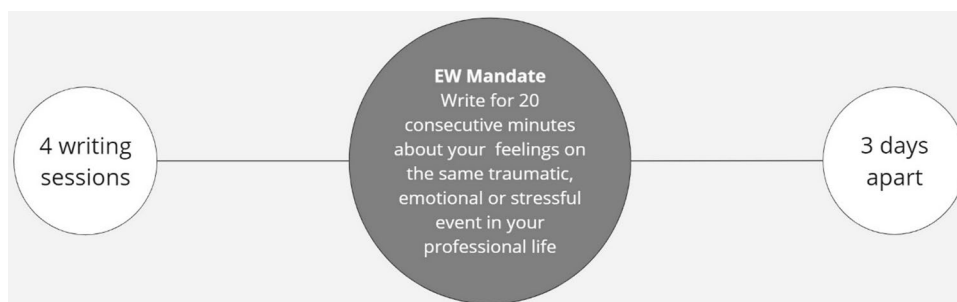 4 writing
sessions
EW Mandate
Write for 20
consecutive minutes
about your feelings on
the same traumatic,
emotional or stressful
event in your
professional life
3 days
apart